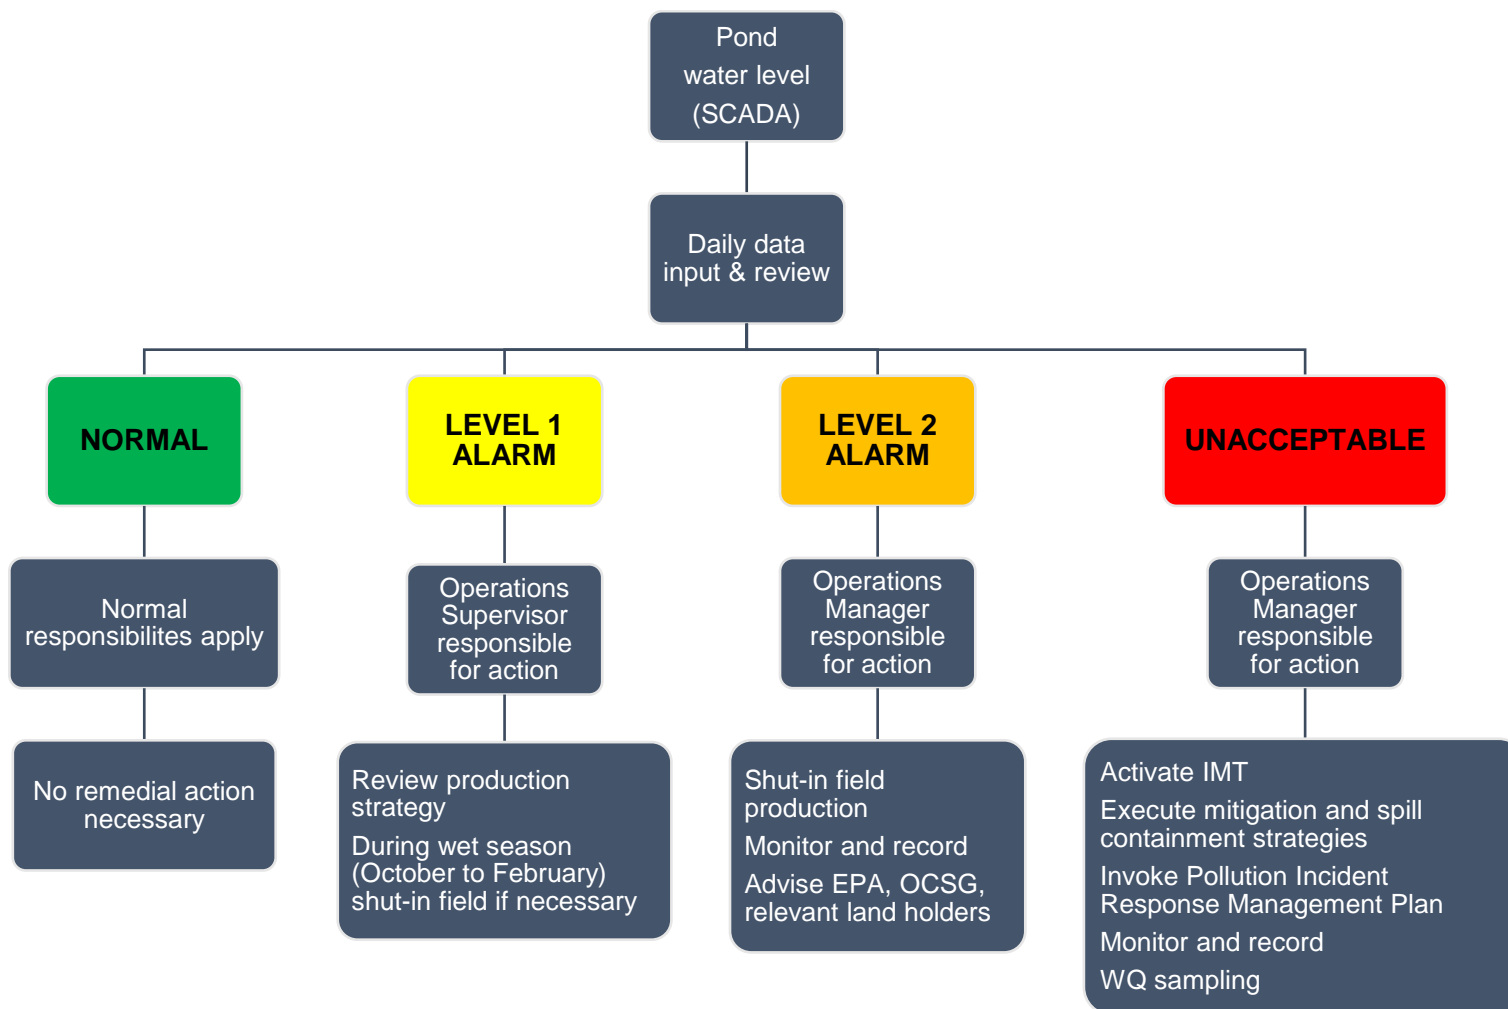 Pond
water level
(SCADA)
Daily data
input & review
NORMAL
LEVEL 1
ALARM
LEVEL 2
ALARM
UNACCEPTABLE
Normal
responsibilites apply
Operations
Supervisor
responsible
for action
Operations
Manager
responsible
for action
Operations
Manager
responsible
for action
No remedial action
necessary
Review production
strategy
During wet season
(October to February)
shut-in field if necessary
Shut-in field
production
Monitor and record
Advise EPA, OCSG,
relevant land holders
Activate IMT
Execute mitigation and spill
containment strategies
Invoke Pollution Incident
Response Management Plan
Monitor and record
WQ sampling